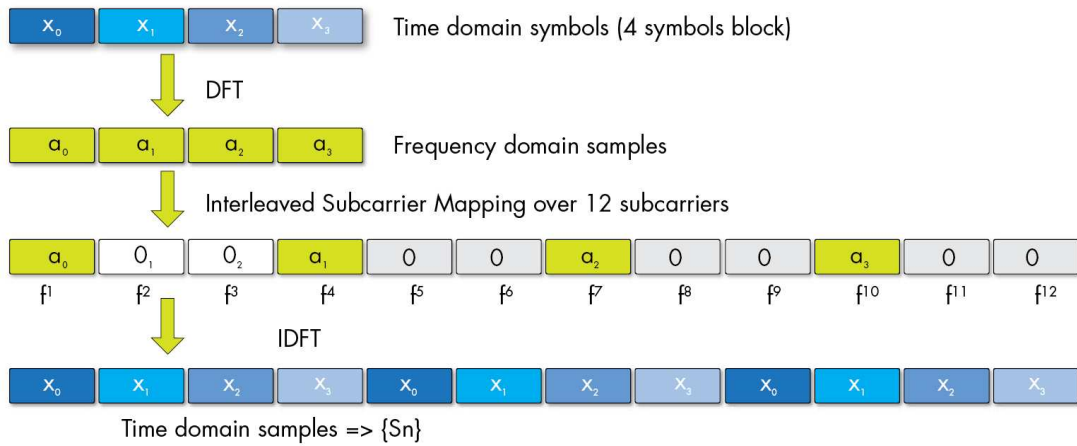 X₀ X₁ X₂ X₃ Time domain symbols (4 symbols block)
DFT
a₀ a₁ a₂ a₃ Frequency domain samples
Interleaved Subcarrier Mapping over 12 subcarriers
a₀ 0₁ 0₂ a₁ 0 0 a₂ 0 0 a₃ 0 0
f¹ f² f³ f⁴ f⁵ f⁶ f⁷ f⁸ f⁹ f¹⁰ f¹¹ f¹²
IDFT
X₀ X₁ X₂ X₃ X₀ X₁ X₂ X₃ X₀ X₁ X₂ X₃
Time domain samples => {Sn}